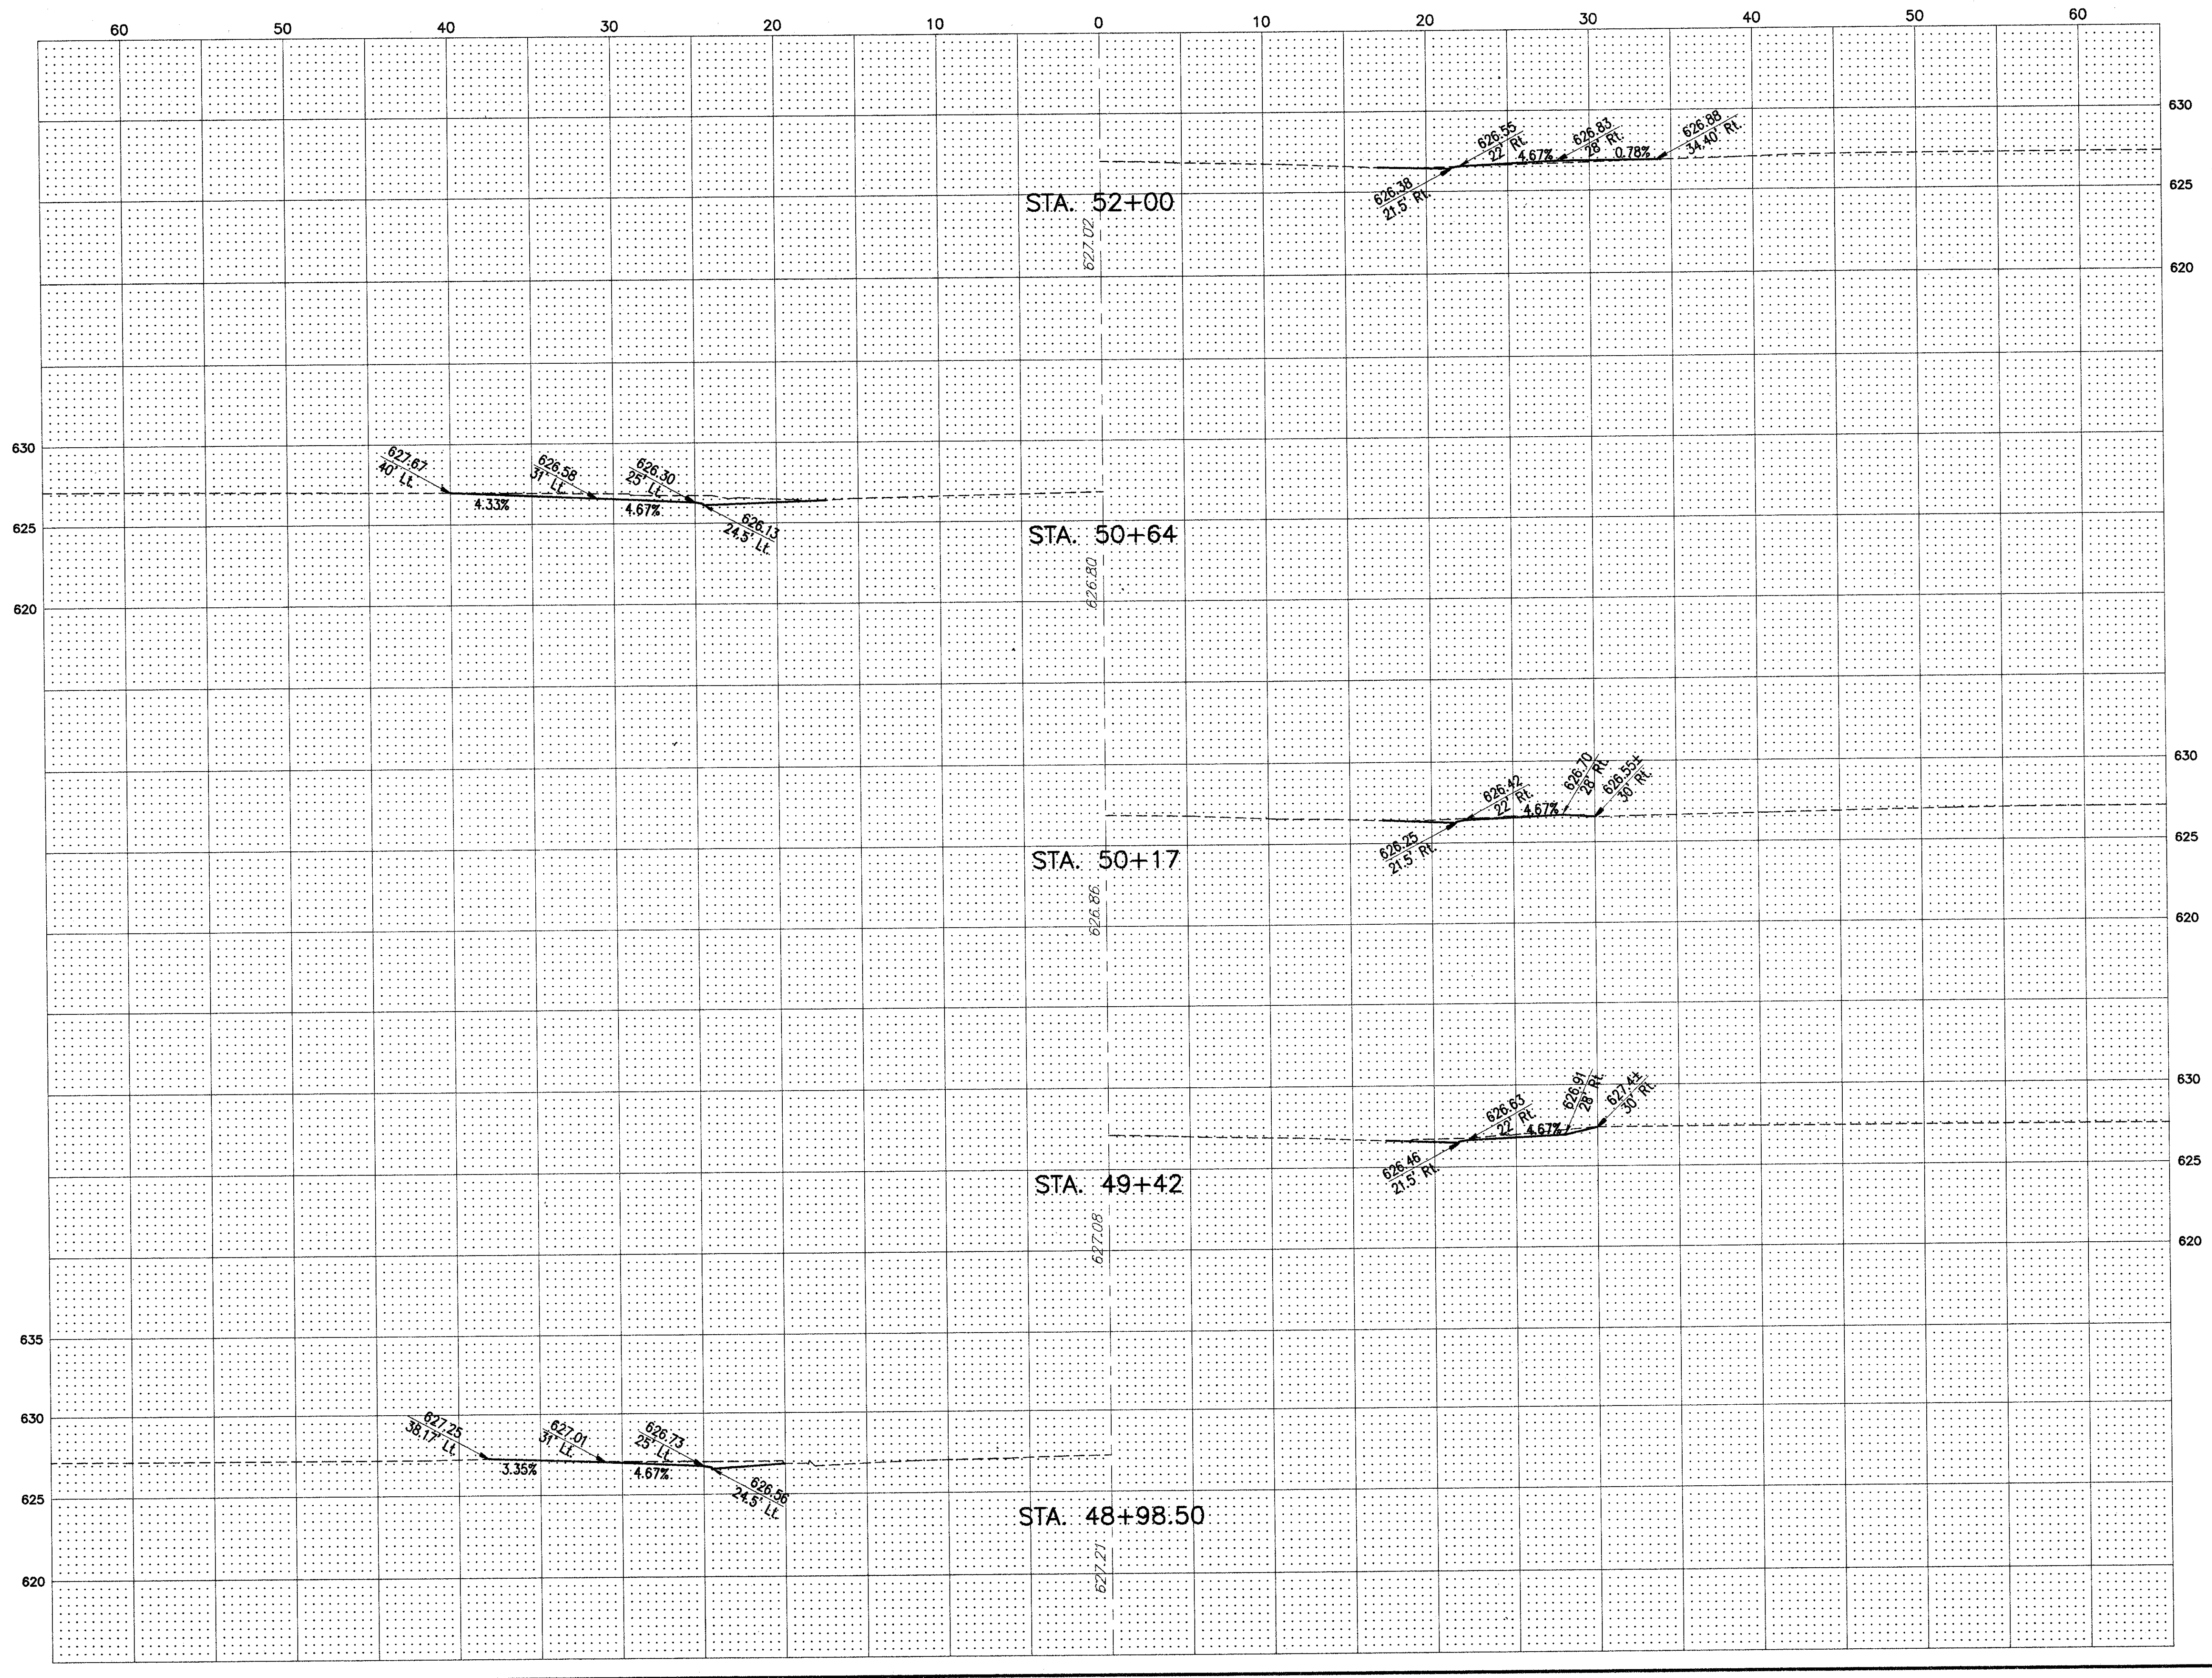 60 50 40 30 20 10 0 10 20 30 40 50 60
630
626.55
22' Rt.
4.67%
626.83
28' Rt.
0.78%
626.88
34.40' Rt.
626.38
21.5' Rt.
625
STA. 52+00
627.02
620
630
627.67
40' Lt.
626.58
31' Lt.
626.30
25' Lt.
4.33%
4.67%
626.13
24.5' Lt.
625
STA. 50+64
626.80
620
630
626.42
22' Rt.
4.67%
626.70
28' Rt.
626.55±
30' Rt.
626.25
21.5' Rt.
625
STA. 50+17
626.86
620
630
626.63
22' Rt.
4.67%
626.91
28' Rt.
627.4±
30' Rt.
626.46
21.5' Rt.
625
STA. 49+42
627.08
620
635
630
627.25
38.17' Lt.
627.01
31' Lt.
626.73
25' Lt.
3.35%
4.67%
626.56
24.5' Lt.
625
STA. 48+98.50
627.21
620